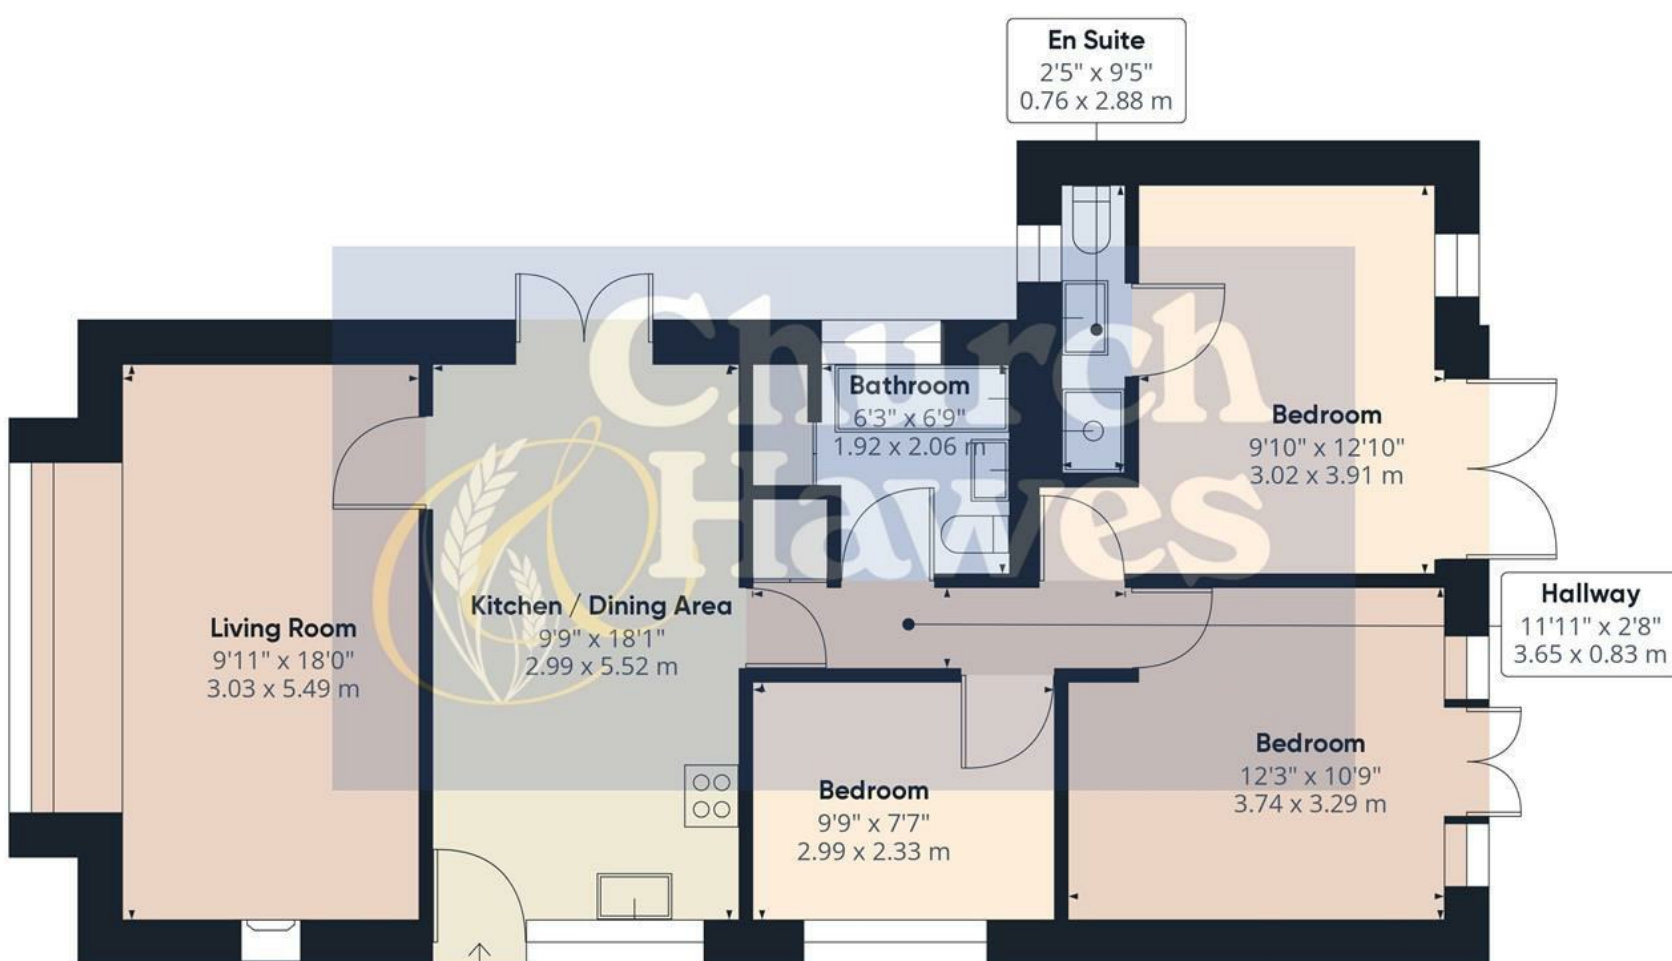 En Suite
2'5" x 9'5"
0.76 x 2.88 m
Church
Hawes
Bathroom
6'3" x 6'9"
1.92 x 2.06 m
Bedroom
9'10" x 12'10"
3.02 x 3.91 m
Living Room
9'11" x 18'0"
3.03 x 5.49 m
Kitchen / Dining Area
9'9" x 18'1"
2.99 x 5.52 m
Hallway
11'11" x 2'8"
3.65 x 0.83 m
Bedroom
9'9" x 7'7"
2.99 x 2.33 m
Bedroom
12'3" x 10'9"
3.74 x 3.29 m